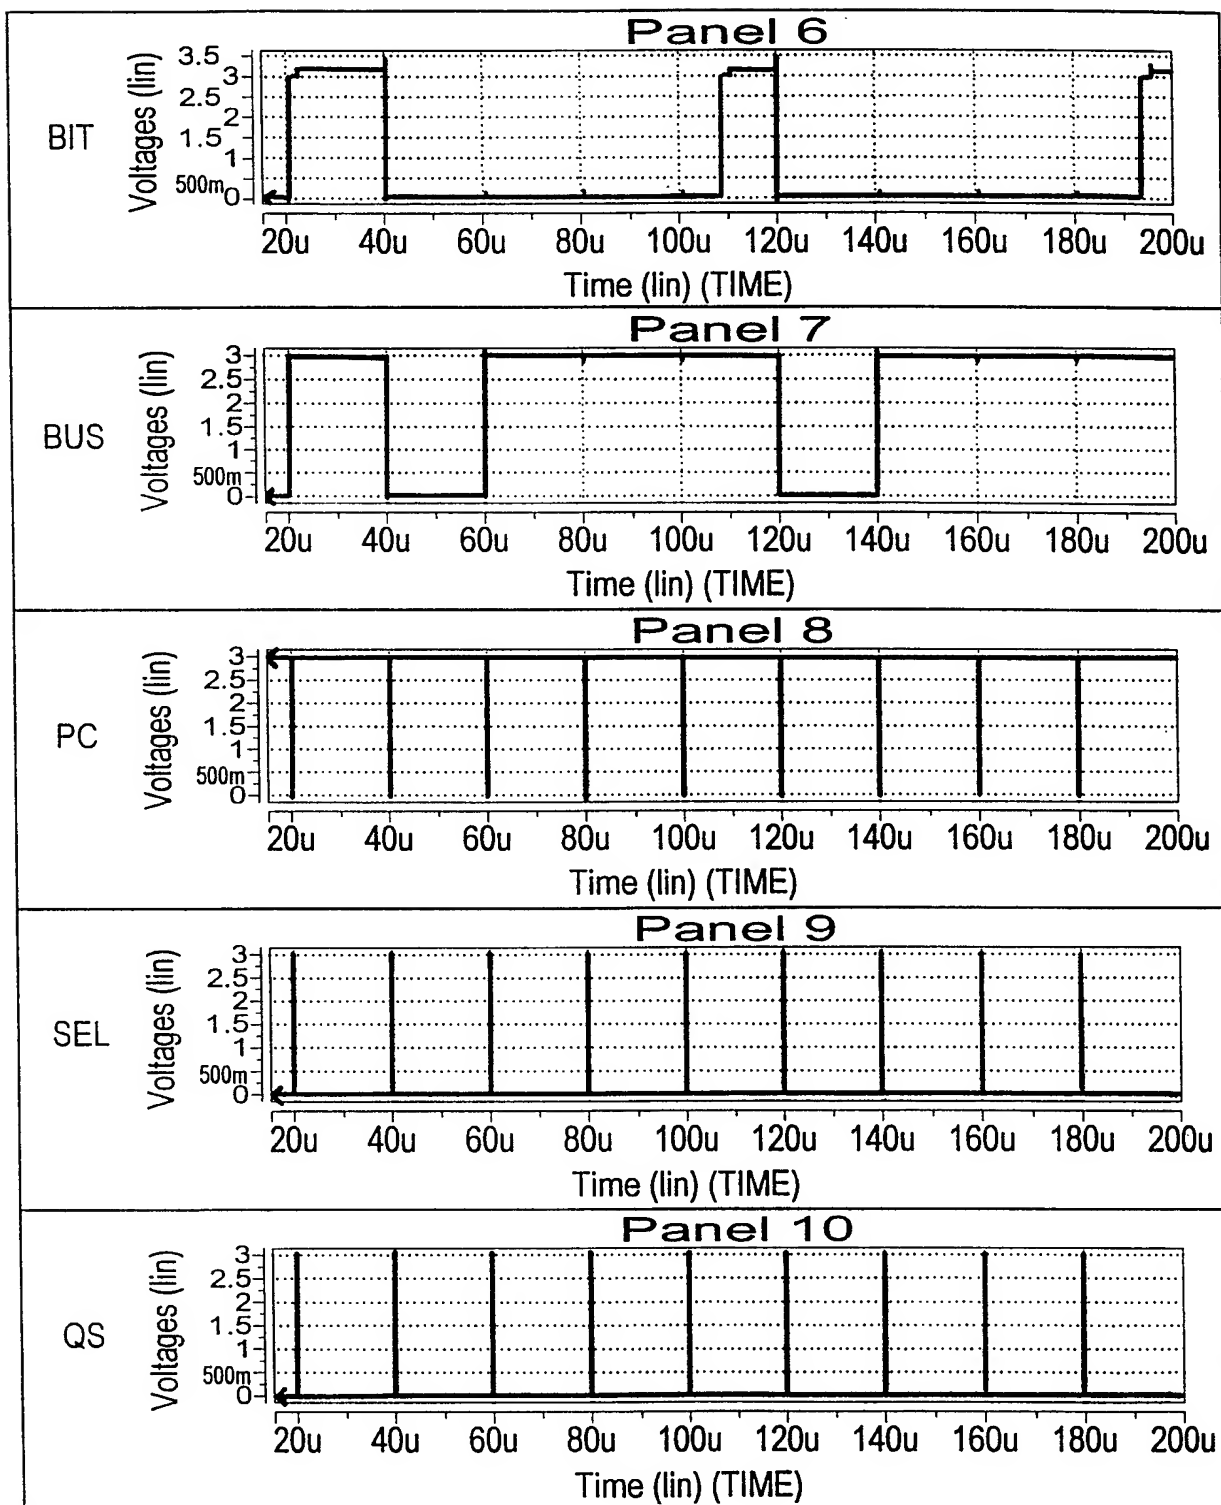 Panel 6
BIT
Voltages (lin)
3.5
3
2.5
2
1.5
1
500m
0
20u 40u 60u 80u 100u 120u 140u 160u 180u 200u
Time (lin) (TIME)
Panel 7
BUS
Voltages (lin)
3
2.5
2
1.5
1
500m
0
20u 40u 60u 80u 100u 120u 140u 160u 180u 200u
Time (lin) (TIME)
Panel 8
PC
Voltages (lin)
3
2.5
2
1.5
1
500m
0
20u 40u 60u 80u 100u 120u 140u 160u 180u 200u
Time (lin) (TIME)
Panel 9
SEL
Voltages (lin)
3
2.5
2
1.5
1
500m
0
20u 40u 60u 80u 100u 120u 140u 160u 180u 200u
Time (lin) (TIME)
Panel 10
QS
Voltages (lin)
3
2.5
2
1.5
1
500m
0
20u 40u 60u 80u 100u 120u 140u 160u 180u 200u
Time (lin) (TIME)